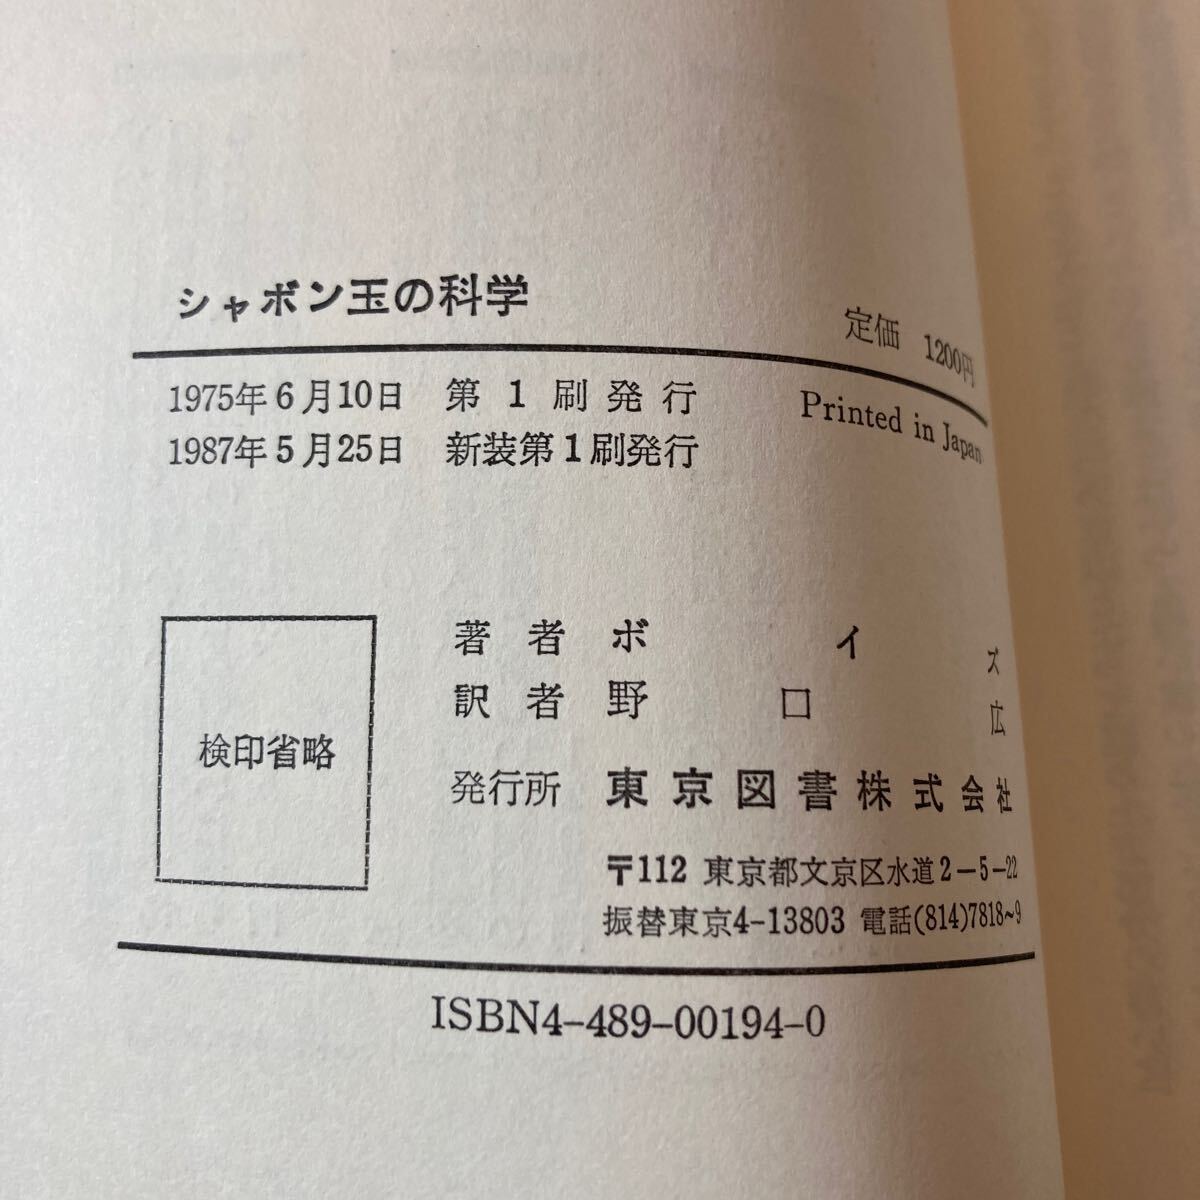 シャボン玉の科学
定価 1200円
1975年6月10日 第1刷発行
Printed in Japan
1987年5月25日 新装第1刷発行
著者 ボイズ
訳者 野口広
検印省略
発行所 東京図書株式会社
〒112 東京都文京区水道2-5-22
振替東京4-13803 電話(814)7818~9
ISBN4-489-00194-0